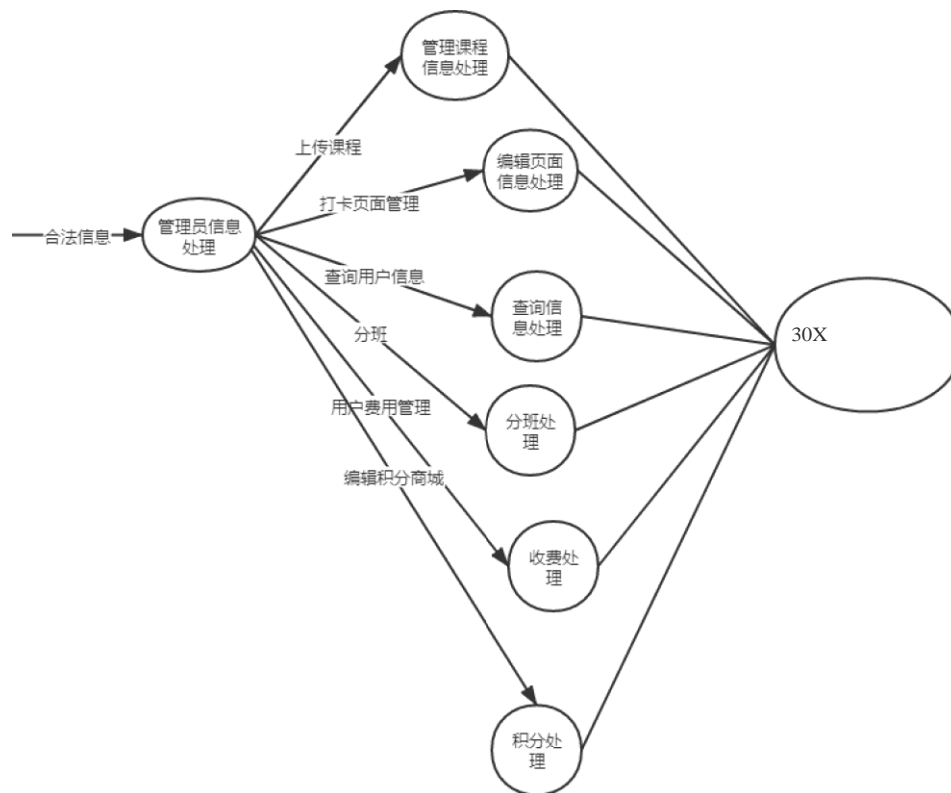 管理课程
信息处理
上传课程
编辑页面
信息处理
打卡页面管理
合法信息
管理员信息
处理
查询用户信息
查询信
息处理
30X
分班
用户费用管理
分班处
理
编辑积分商城
收费处
理
积分处
理